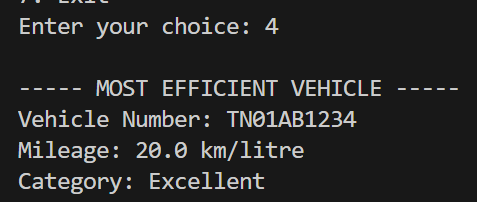 7. Exit
Enter your choice: 4
----- MOST EFFICIENT VEHICLE -----
Vehicle Number: TN01AB1234
Mileage: 20.0 km/litre
Category: Excellent